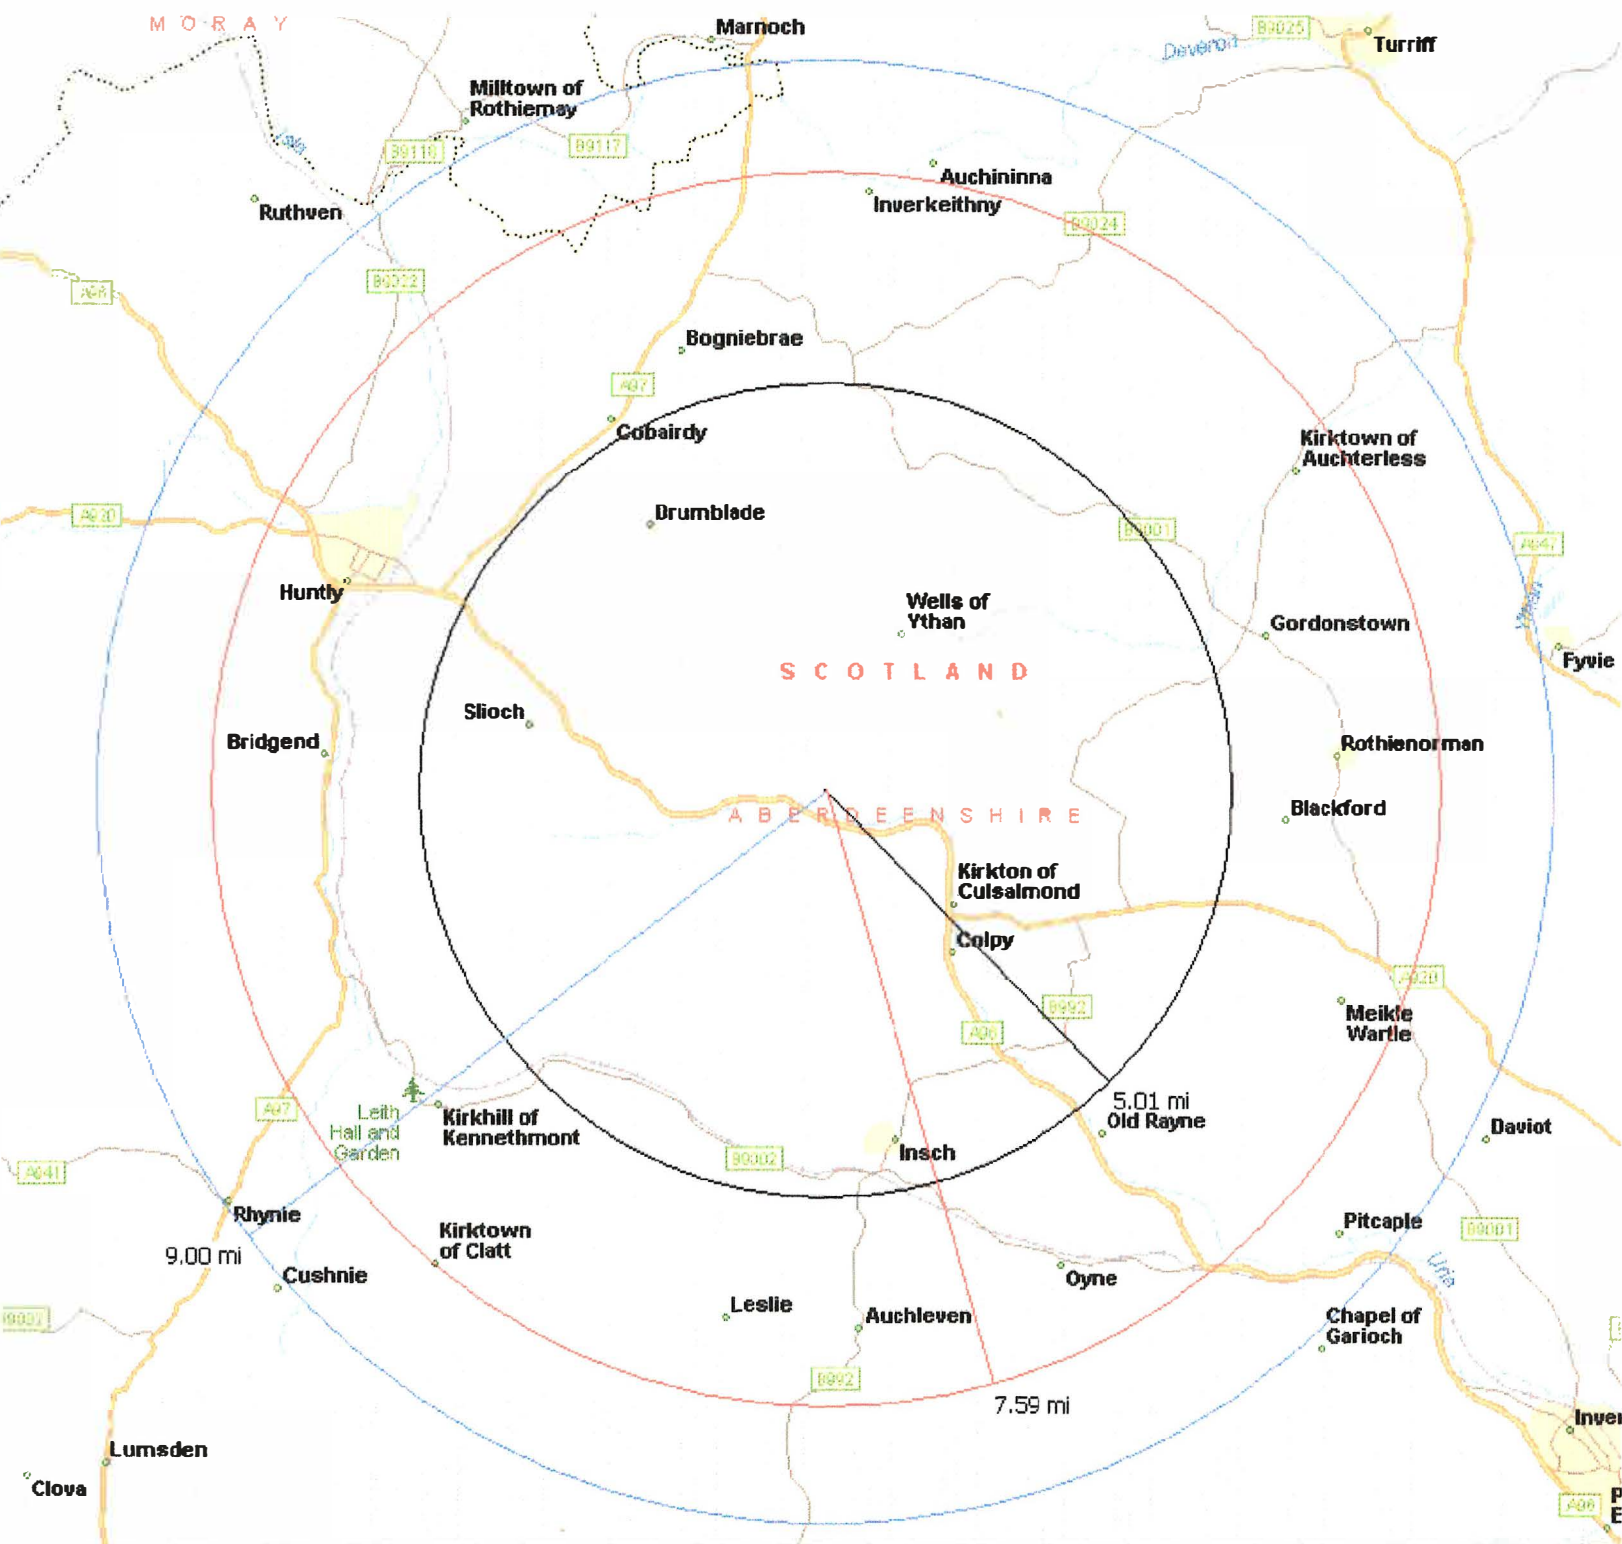 M O R A Y
Marnoch
Deveron
B9025
Turriff
Milltown of
Rothiemay
B9117
Auchininna
Inverkeithny
Ruthven
B9024
B9022
A96
Bogniebrae
A97
Cobairdy
Kirktown of
Auchterless
Drumblade
A920
B9001
A947
Huntly
Wells of
Ythan
Gordonstown
Fyvie
S C O T L A N D
Slioch
Bridgend
Rothienorman
Blackford
A B E R D E E N S H I R E
Kirkton of
Culsalmond
Colpy
A920
B992
Meikle
Wartle
A96
5.01 mi
Old Rayne
A97
Leith
Hall and
Garden
Kirkhill of
Kennethmont
Daviot
Insch
B9002
A941
Rhynie
Kirktown
of Clatt
Pitcaple
B9001
9.00 mi
Urie
Cushnie
Oyne
Leslie
Auchleven
Chapel of
Garioch
B992
7.59 mi
Inver
Lumsden
Clova
A96
P
E